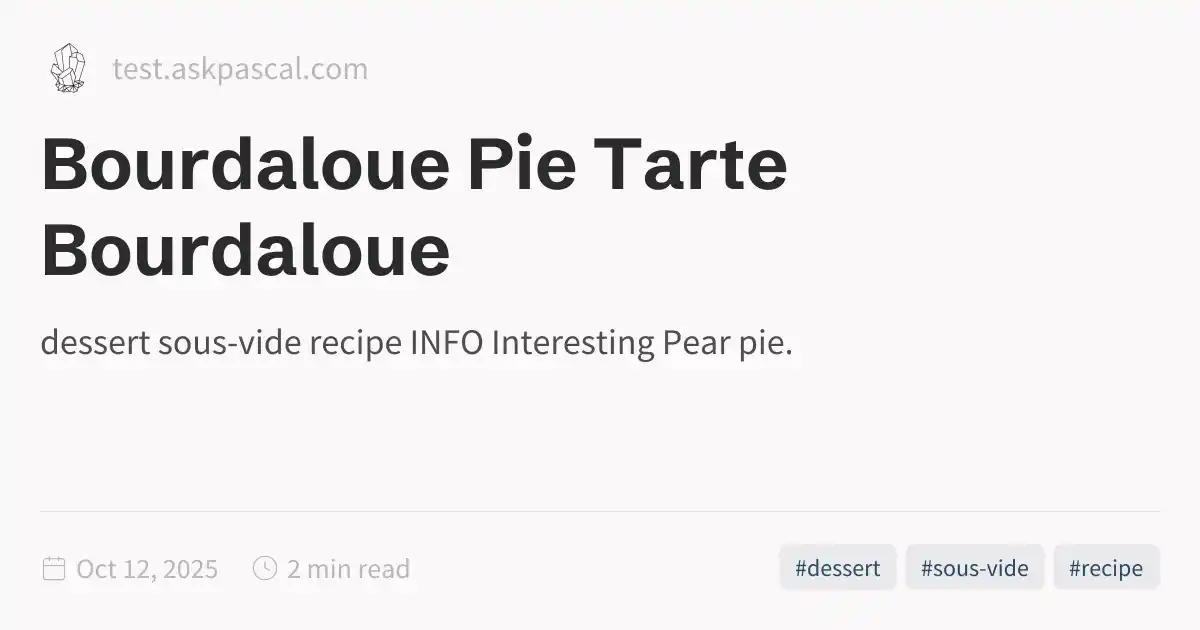 test.askpascal.com
Bourdaloue Pie Tarte
Bourdaloue
dessert sous-vide recipe INFO Interesting Pear pie.
Oct 12, 2025 2 min read #dessert #sous-vide #recipe